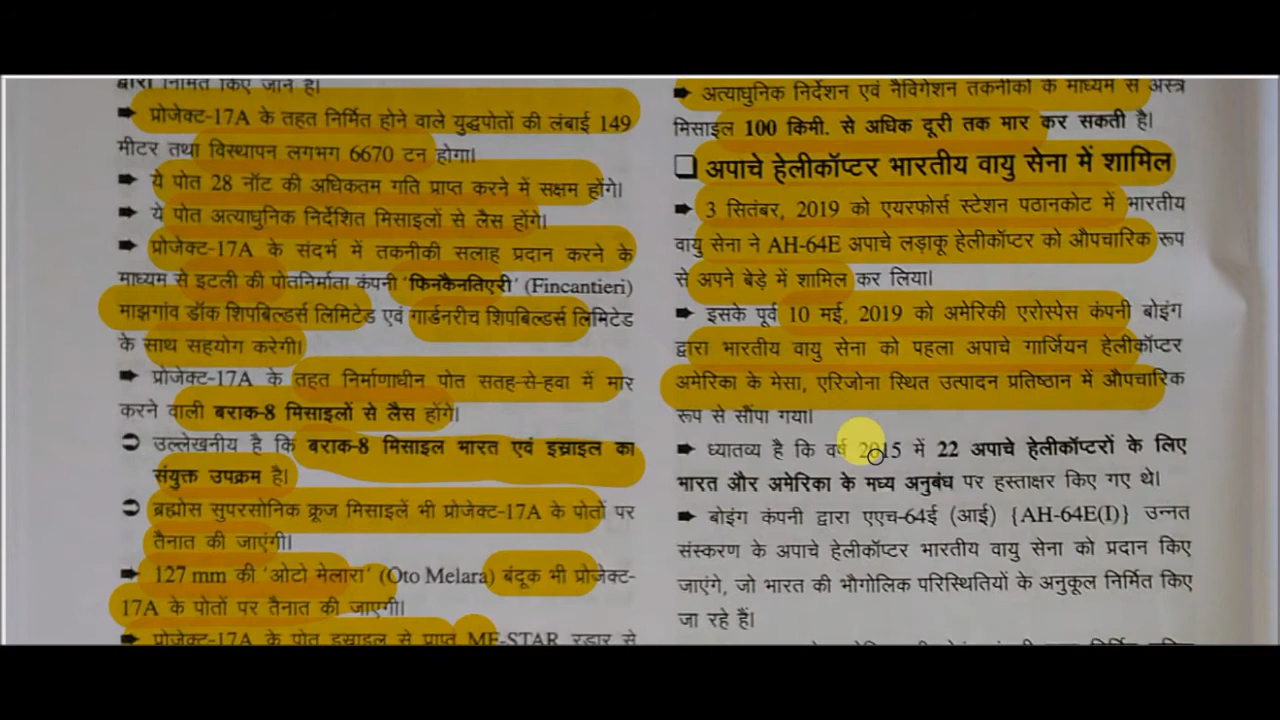 द्वारा निर्मित किए जाने हैं।
➡ प्रोजेक्ट-17A के तहत निर्मित होने वाले युद्धपोतों की लंबाई 149
मीटर तथा विस्थापन लगभग 6670 टन होगा।
➡ ये पोत 28 नॉट की अधिकतम गति प्राप्त करने में सक्षम होंगे।
➡ ये पोत अत्याधुनिक निर्देशित मिसाइलों से लैस होंगे।
➡ प्रोजेक्ट-17A के संदर्भ में तकनीकी सलाह प्रदान करने के
माध्यम से इटली की पोतनिर्माता कंपनी 'फिनकैनतिएरी' (Fincantieri)
माझगांव डॉक शिपबिल्डर्स लिमिटेड एवं गार्डनरीच शिपबिल्डर्स लिमिटेड
के साथ सहयोग करेगी।
➡ प्रोजेक्ट-17A के तहत निर्माणाधीन पोत सतह-से-हवा में मार
करने वाली बराक-8 मिसाइलों से लैस होंगे।
➲ उल्लेखनीय है कि बराक-8 मिसाइल भारत एवं इस्राइल का
संयुक्त उपक्रम है।
➲ ब्रह्मोस सुपरसोनिक क्रूज मिसाइलें भी प्रोजेक्ट-17A के पोतों पर
तैनात की जाएंगी।
➡ 127 mm की 'ओटो मेलारा' (Oto Melara) बंदूक भी प्रोजेक्ट-
17A के पोतों पर तैनात की जाएगी।
➡ प्रोजेक्ट-17A के पोत इस्राइल से प्राप्त MF-STAR रडार से
➡ अत्याधुनिक निर्देशन एवं नैविगेशन तकनीकों के माध्यम से अस्त्र
मिसाइल 100 किमी. से अधिक दूरी तक मार कर सकती है।
❑ अपाचे हेलीकॉप्टर भारतीय वायु सेना में शामिल
➡ 3 सितंबर, 2019 को एयरफोर्स स्टेशन पठानकोट में भारतीय
वायु सेना ने AH-64E अपाचे लड़ाकू हेलीकॉप्टर को औपचारिक रूप
से अपने बेड़े में शामिल कर लिया।
➡ इसके पूर्व 10 मई, 2019 को अमेरिकी एरोस्पेस कंपनी बोइंग
द्वारा भारतीय वायु सेना को पहला अपाचे गार्जियन हेलीकॉप्टर
अमेरिका के मेसा, एरिजोना स्थित उत्पादन प्रतिष्ठान में औपचारिक
रूप से सौंपा गया।
➡ ध्यातव्य है कि वर्ष 2015 में 22 अपाचे हेलीकॉप्टरों के लिए
भारत और अमेरिका के मध्य अनुबंध पर हस्ताक्षर किए गए थे।
➡ बोइंग कंपनी द्वारा एएच-64ई (आई) {AH-64E(I)} उन्नत
संस्करण के अपाचे हेलीकॉप्टर भारतीय वायु सेना को प्रदान किए
जाएंगे, जो भारत की भौगोलिक परिस्थितियों के अनुकूल निर्मित किए
जा रहे हैं।